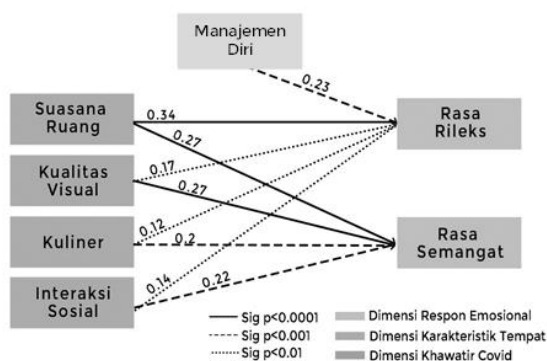 Manajemen
Diri
0.23
Suasana
Ruang
0.34
0.27
Rasa
Rileks
Kualitas
Visual
0.17
0.27
Kuliner
0.12
0.2
Rasa
Semangat
Interaksi
Sosial
0.14
0.22
Sig p<0.0001
Sig p<0.001
Sig p<0.01
Dimensi Respon Emosional
Dimensi Karakteristik Tempat
Dimensi Khawatir Covid